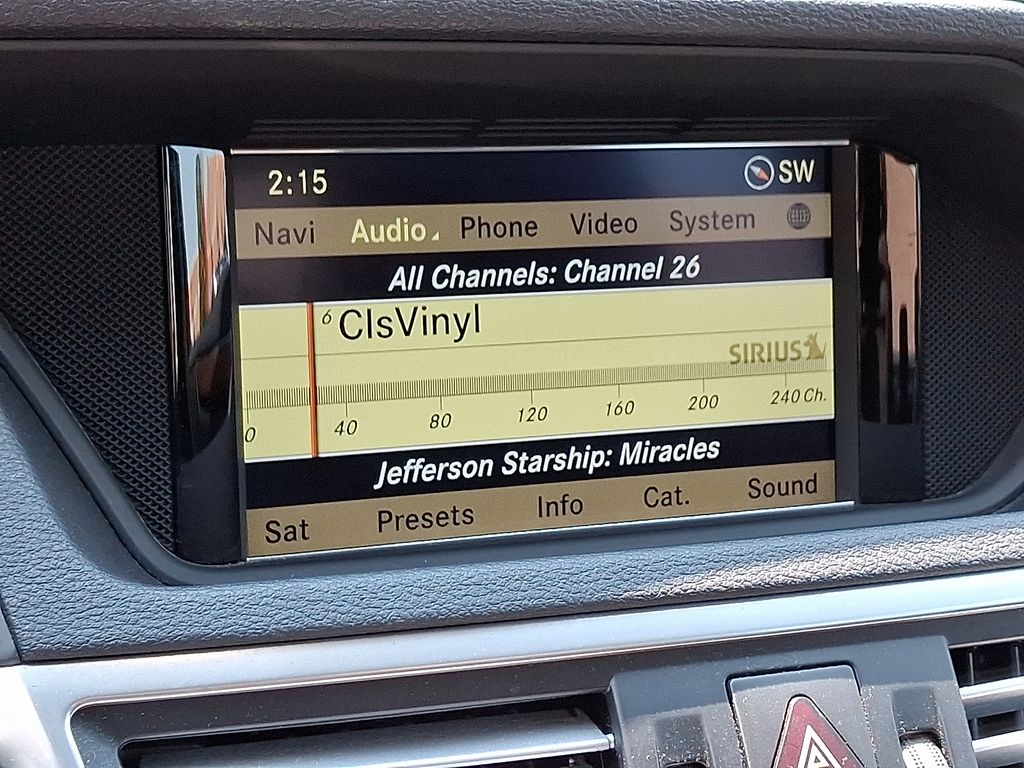 2:15 SW
Navi Audio Phone Video System
All Channels: Channel 26
6 ClsVinyl
SIRIUS
0 40 80 120 160 200 240 Ch.
Jefferson Starship: Miracles
Sat Presets Info Cat. Sound